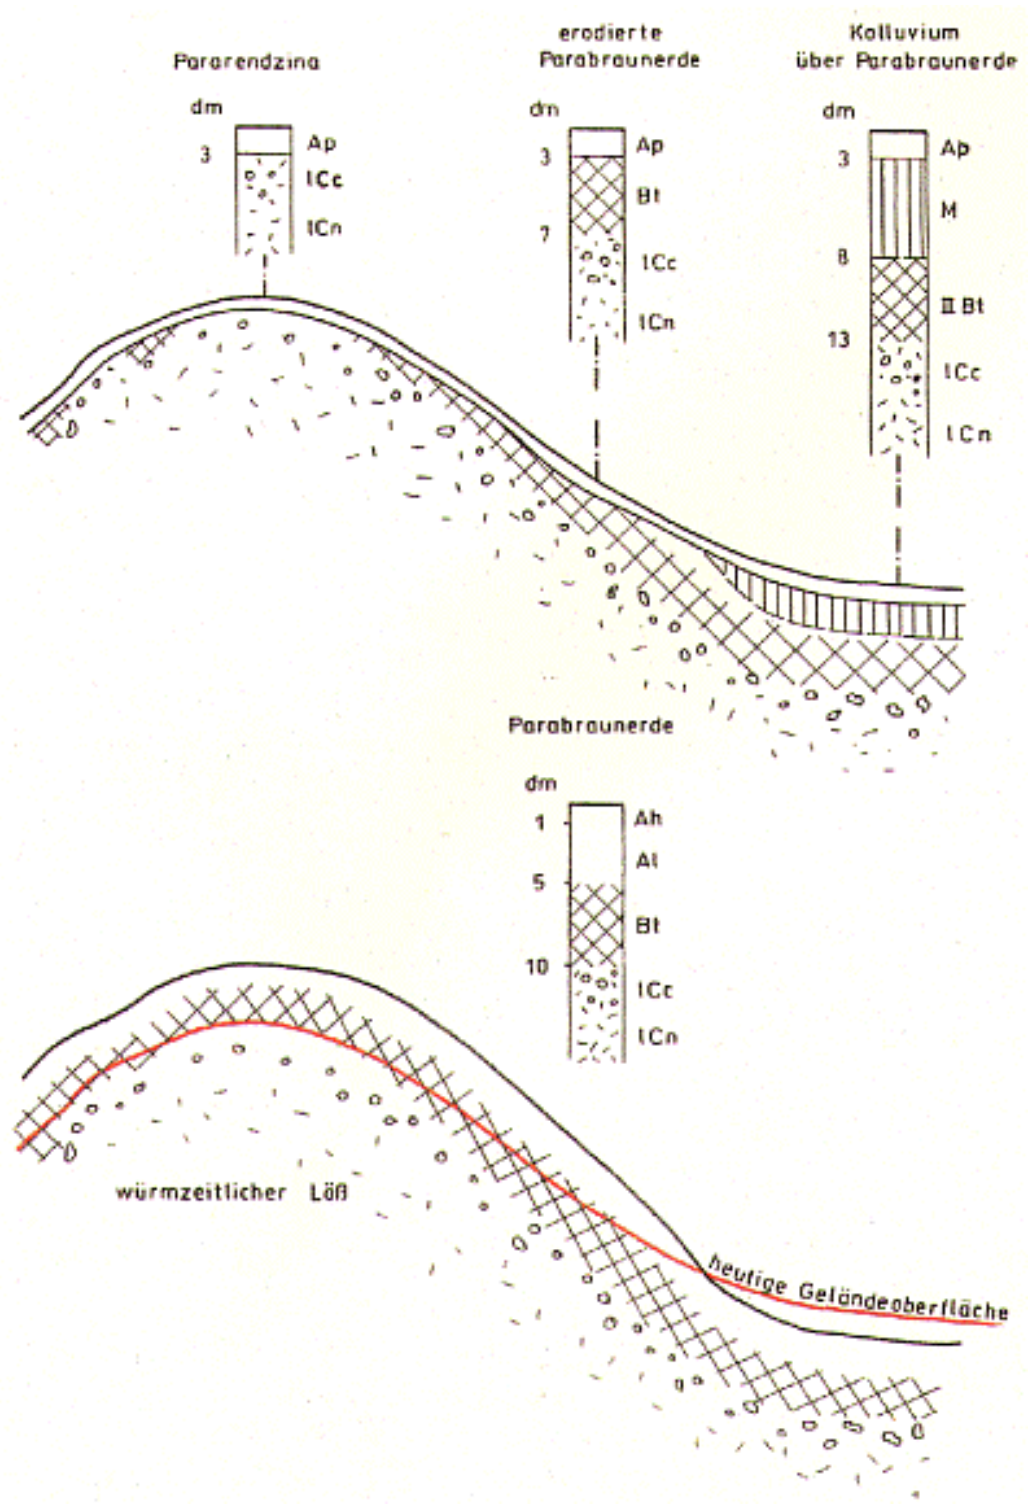 Pararendzina
dm
3
Ap
lCc
lCn
erodierte
Parabraunerde
dm
3
7
Ap
Bt
lCc
lCn
Kolluvium
über Parabraunerde
dm
3
8
13
Ap
M
II Bt
lCc
lCn
Parabraunerde
dm
1
5
10
Ah
Al
Bt
lCc
lCn
würmzeitlicher Löß
heutige Geländeoberfläche